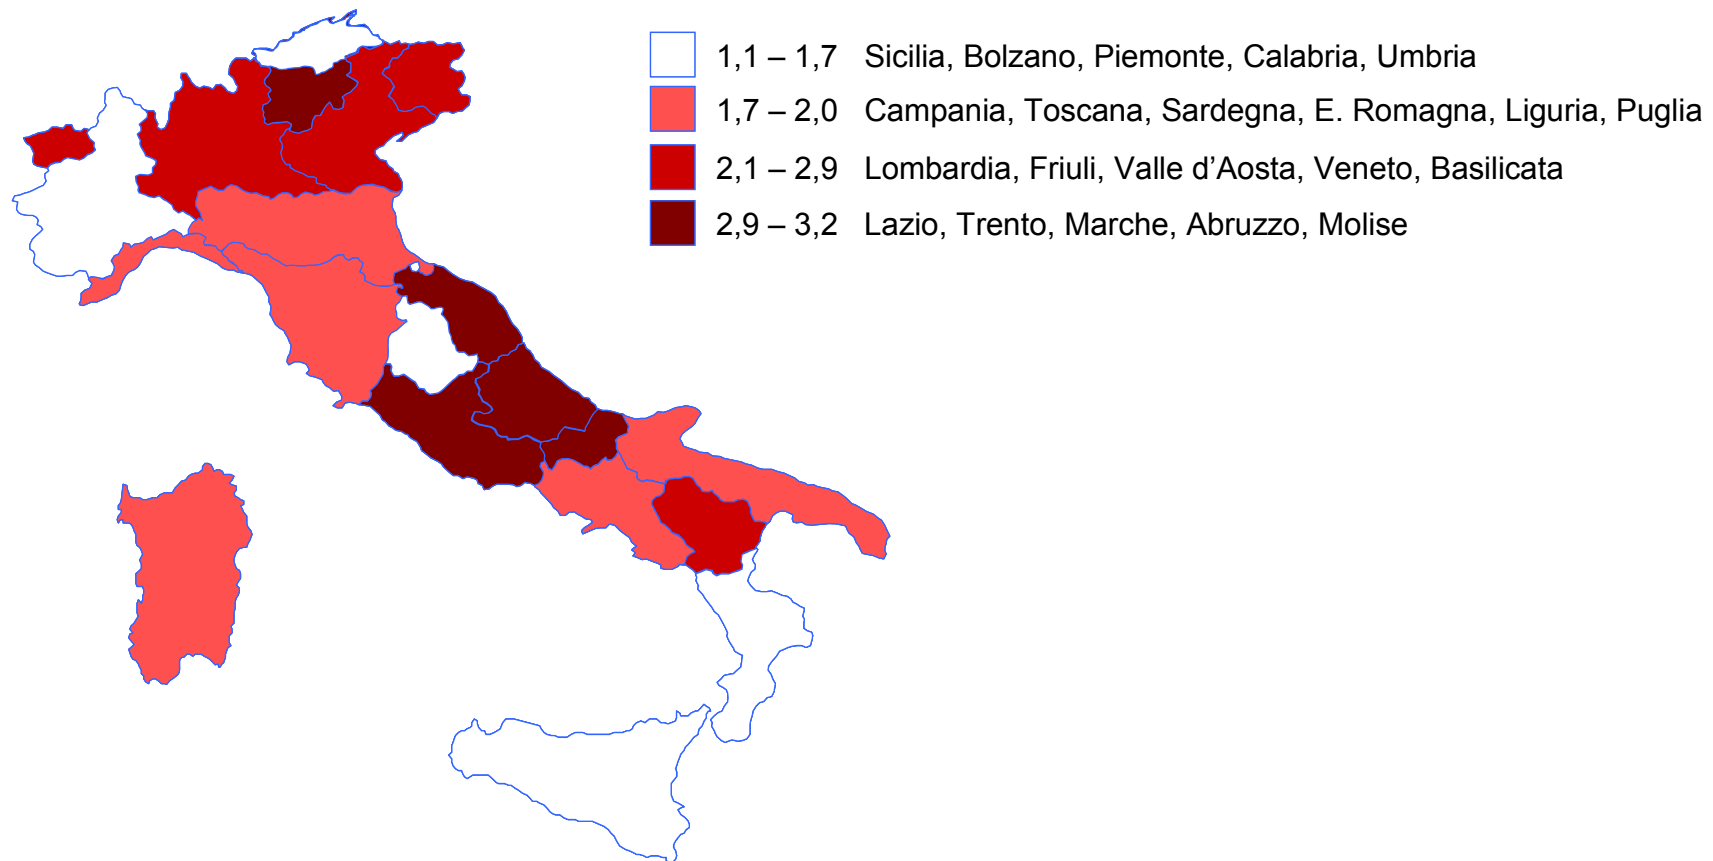 1,1 – 1,7 Sicilia, Bolzano, Piemonte, Calabria, Umbria
1,7 – 2,0 Campania, Toscana, Sardegna, E. Romagna, Liguria, Puglia
2,1 – 2,9 Lombardia, Friuli, Valle d’Aosta, Veneto, Basilicata
2,9 – 3,2 Lazio, Trento, Marche, Abruzzo, Molise